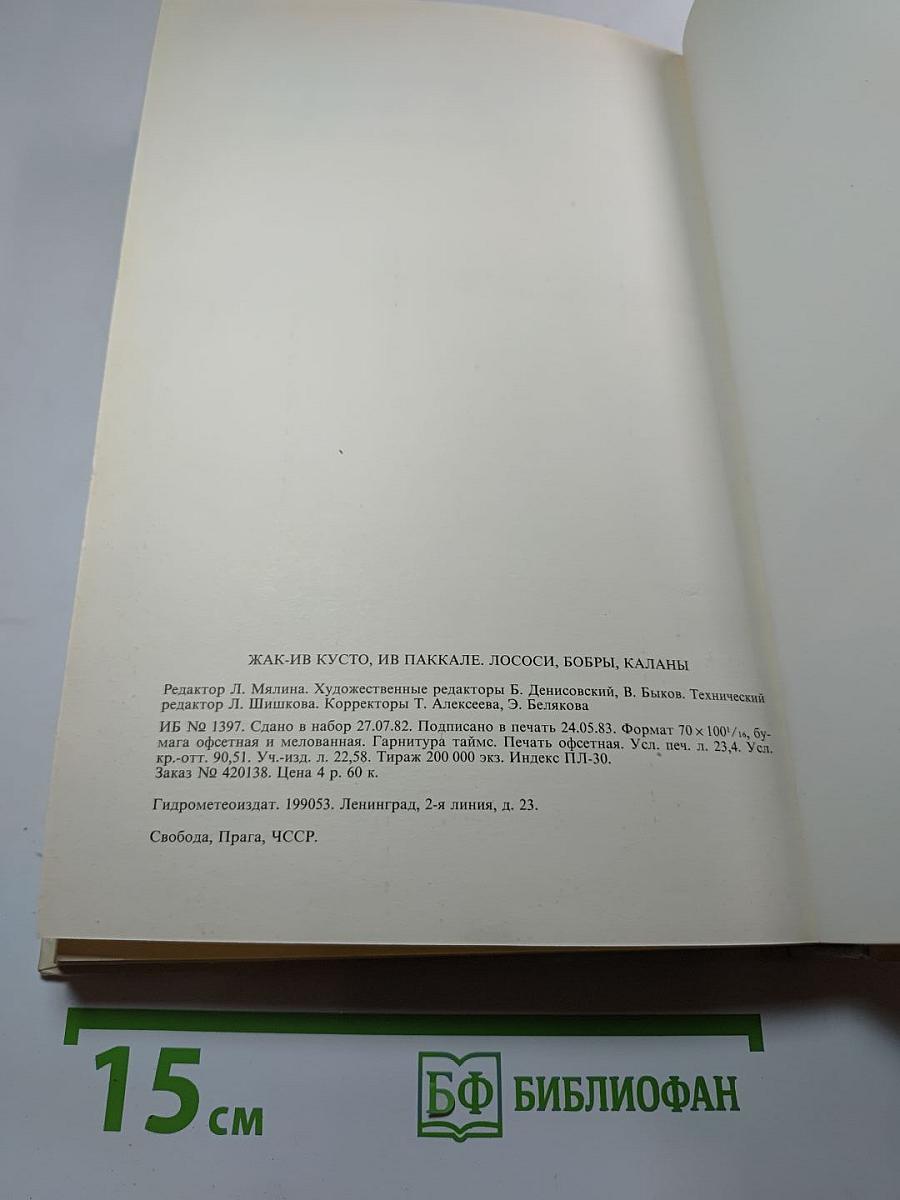 ЖАК-ИВ КУСТО, ИВ ПАККАЛЕ. ЛОСОСИ, БОБРЫ, КАЛАНЫ
Редактор Л. Мялина. Художественные редакторы Б. Денисовский, В. Быков. Технический
редактор Л. Шишкова. Корректоры Т. Алексеева, Э. Белякова
ИБ № 1397. Сдано в набор 27.07.82. Подписано в печать 24.05.83. Формат 70 × 100¹/₁₆, бу-
мага офсетная и мелованная. Гарнитура таймс. Печать офсетная. Усл. печ. л. 23,4. Усл.
кр.-отт. 90,51. Уч.-изд. л. 22,58. Тираж 200 000 экз. Индекс ПЛ-30.
Заказ № 420138. Цена 4 р. 60 к.
Гидрометеоиздат. 199053. Ленинград, 2-я линия, д. 23.
Свобода, Прага, ЧССР.
15 см
БФ БИБЛИОФАН